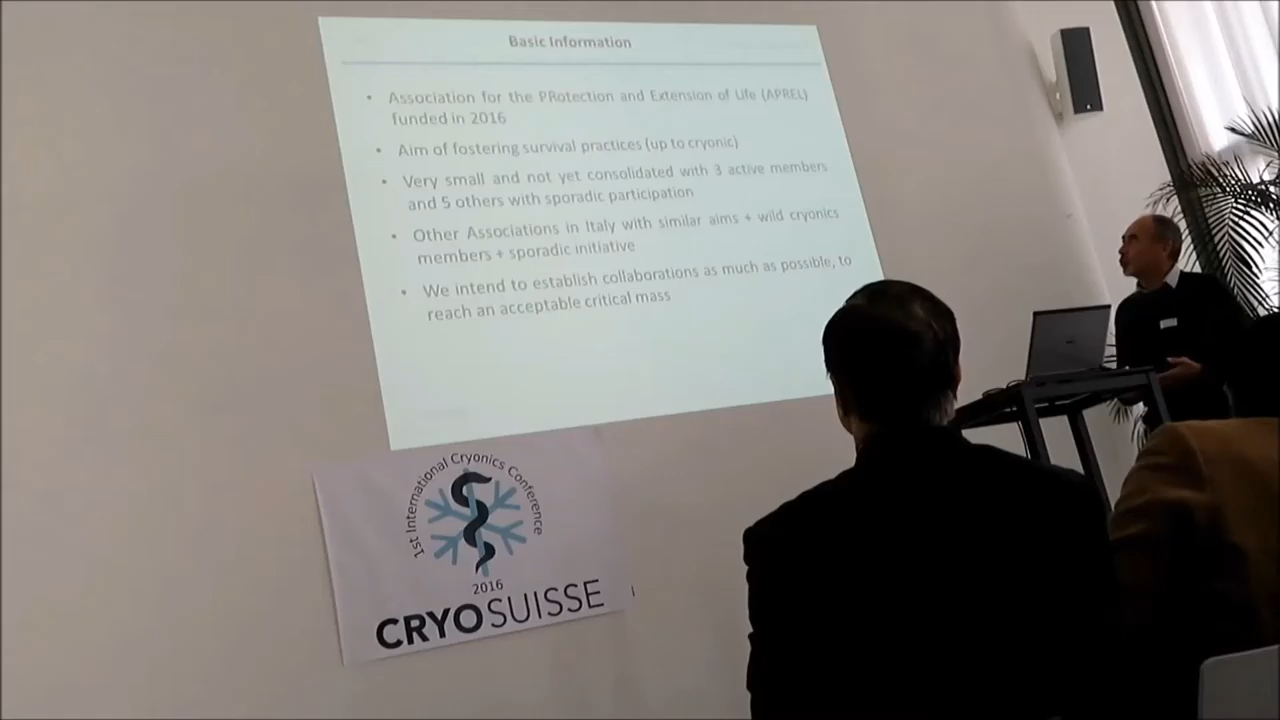 Basic Information
• Association for the PRotection and Extension of Life (APREL)
funded in 2016
• Aim of fostering survival practices (up to cryonic)
• Very small and not yet consolidated with 3 active members
and 5 others with sporadic participation
• Other Associations in Italy with similar aims + wild cryonics
members + sporadic initiative
• We intend to establish collaborations as much as possible, to
reach an acceptable critical mass
1st International Cryonics Conference
2016
CRYOSUISSE